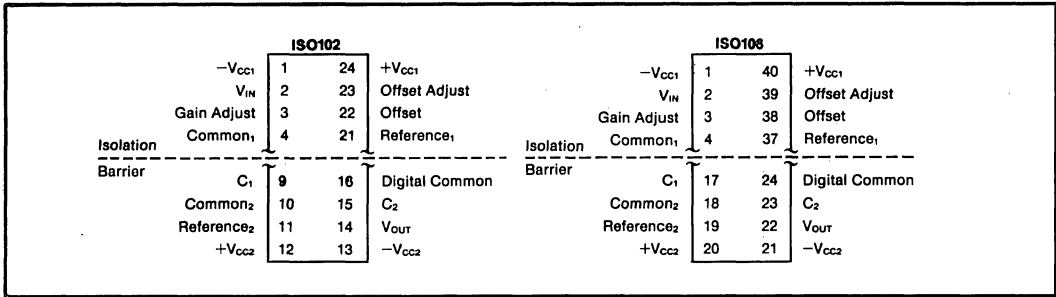 ISO102
−VCC1 1 24 +VCC1
VIN 2 23 Offset Adjust
Gain Adjust 3 22 Offset
Common1 4 21 Reference1
Isolation
Barrier
C1 9 16 Digital Common
Common2 10 15 C2
Reference2 11 14 VOUT
+VCC2 12 13 −VCC2
ISO106
−VCC1 1 40 +VCC1
VIN 2 39 Offset Adjust
Gain Adjust 3 38 Offset
Common1 4 37 Reference1
Isolation
Barrier
C1 17 24 Digital Common
Common2 18 23 C2
Reference2 19 22 VOUT
+VCC2 20 21 −VCC2